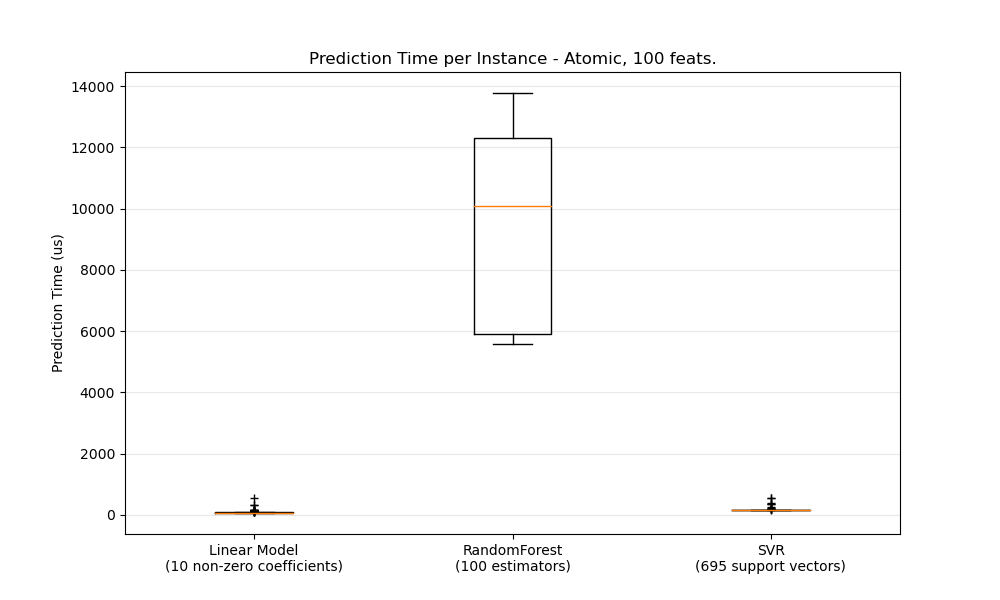 Prediction Time per Instance - Atomic, 100 feats.
Prediction Time (us)
14000
12000
10000
8000
6000
4000
2000
0
Linear Model
(10 non-zero coefficients)
RandomForest
(100 estimators)
SVR
(695 support vectors)